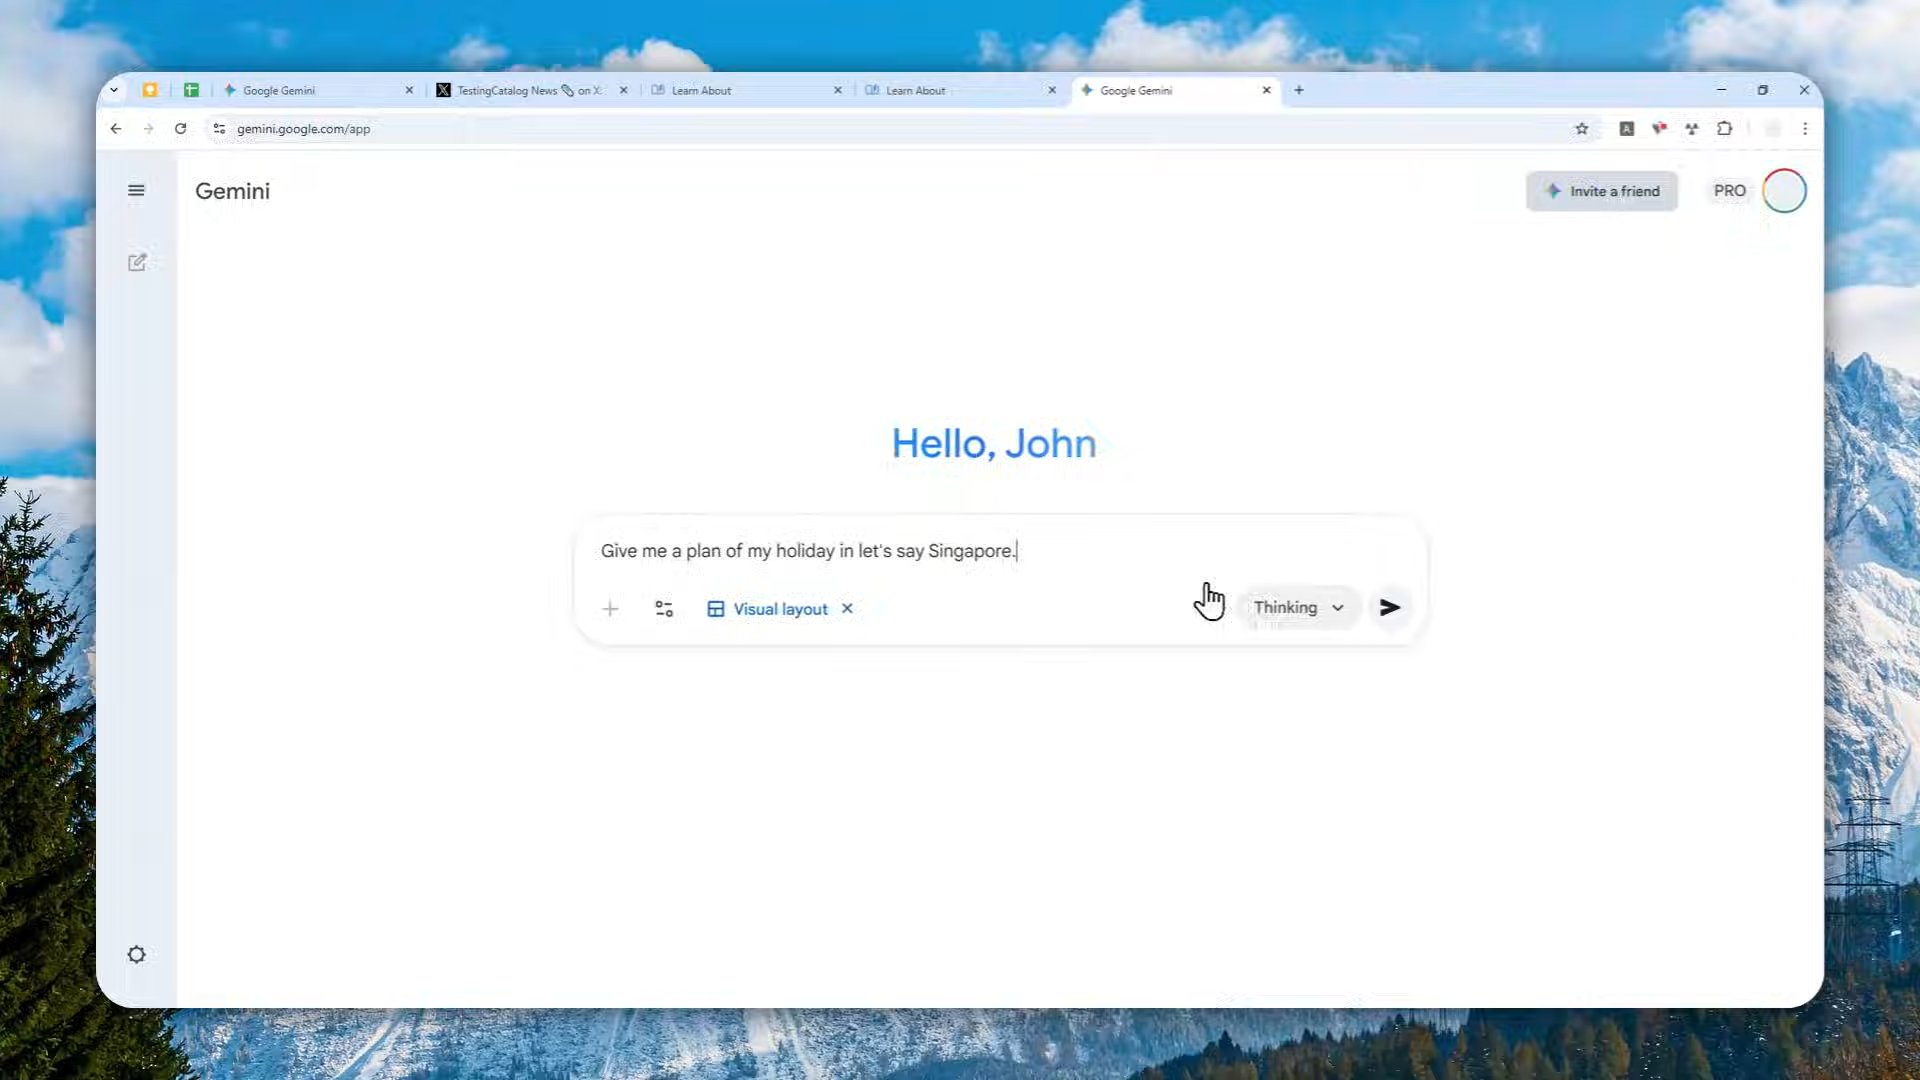 Google Gemini
TestingCatalog News 📎 on X:
Learn About
Learn About
Google Gemini
gemini.google.com/app
Gemini
Invite a friend
PRO
Hello, John
Give me a plan of my holiday in let's say Singapore.
Visual layout
Thinking